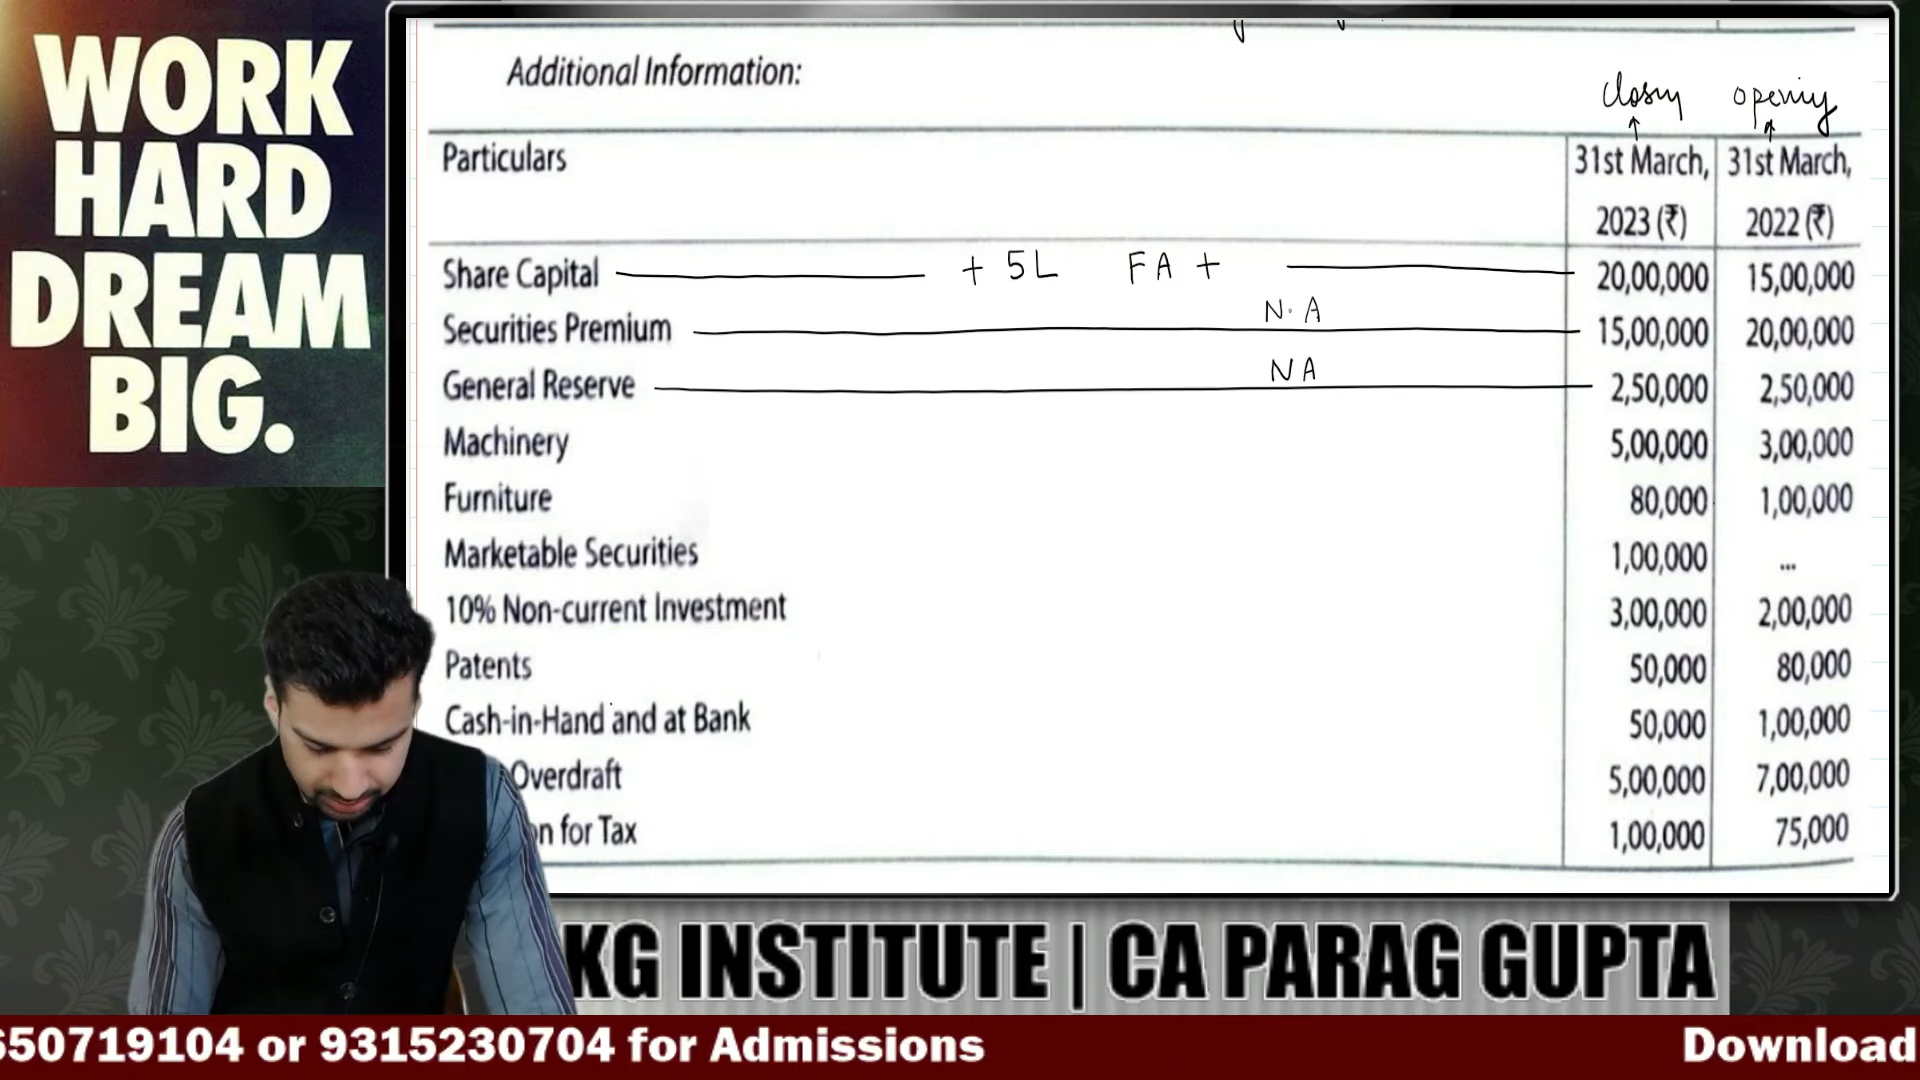 WORK
HARD
DREAM
BIG.
Additional Information:
closing opening
Particulars 31st March, 2023 (₹) 31st March, 2022 (₹)
Share Capital + 5L FA + 20,00,000 15,00,000
N.A
Securities Premium 15,00,000 20,00,000
NA
General Reserve 2,50,000 2,50,000
Machinery 5,00,000 3,00,000
Furniture 80,000 1,00,000
Marketable Securities 1,00,000 ...
10% Non-current Investment 3,00,000 2,00,000
Patents 50,000 80,000
Cash-in-Hand and at Bank 50,000 1,00,000
Overdraft 5,00,000 7,00,000
on for Tax 1,00,000 75,000
KG INSTITUTE | CA PARAG GUPTA
650719104 or 9315230704 for Admissions Download